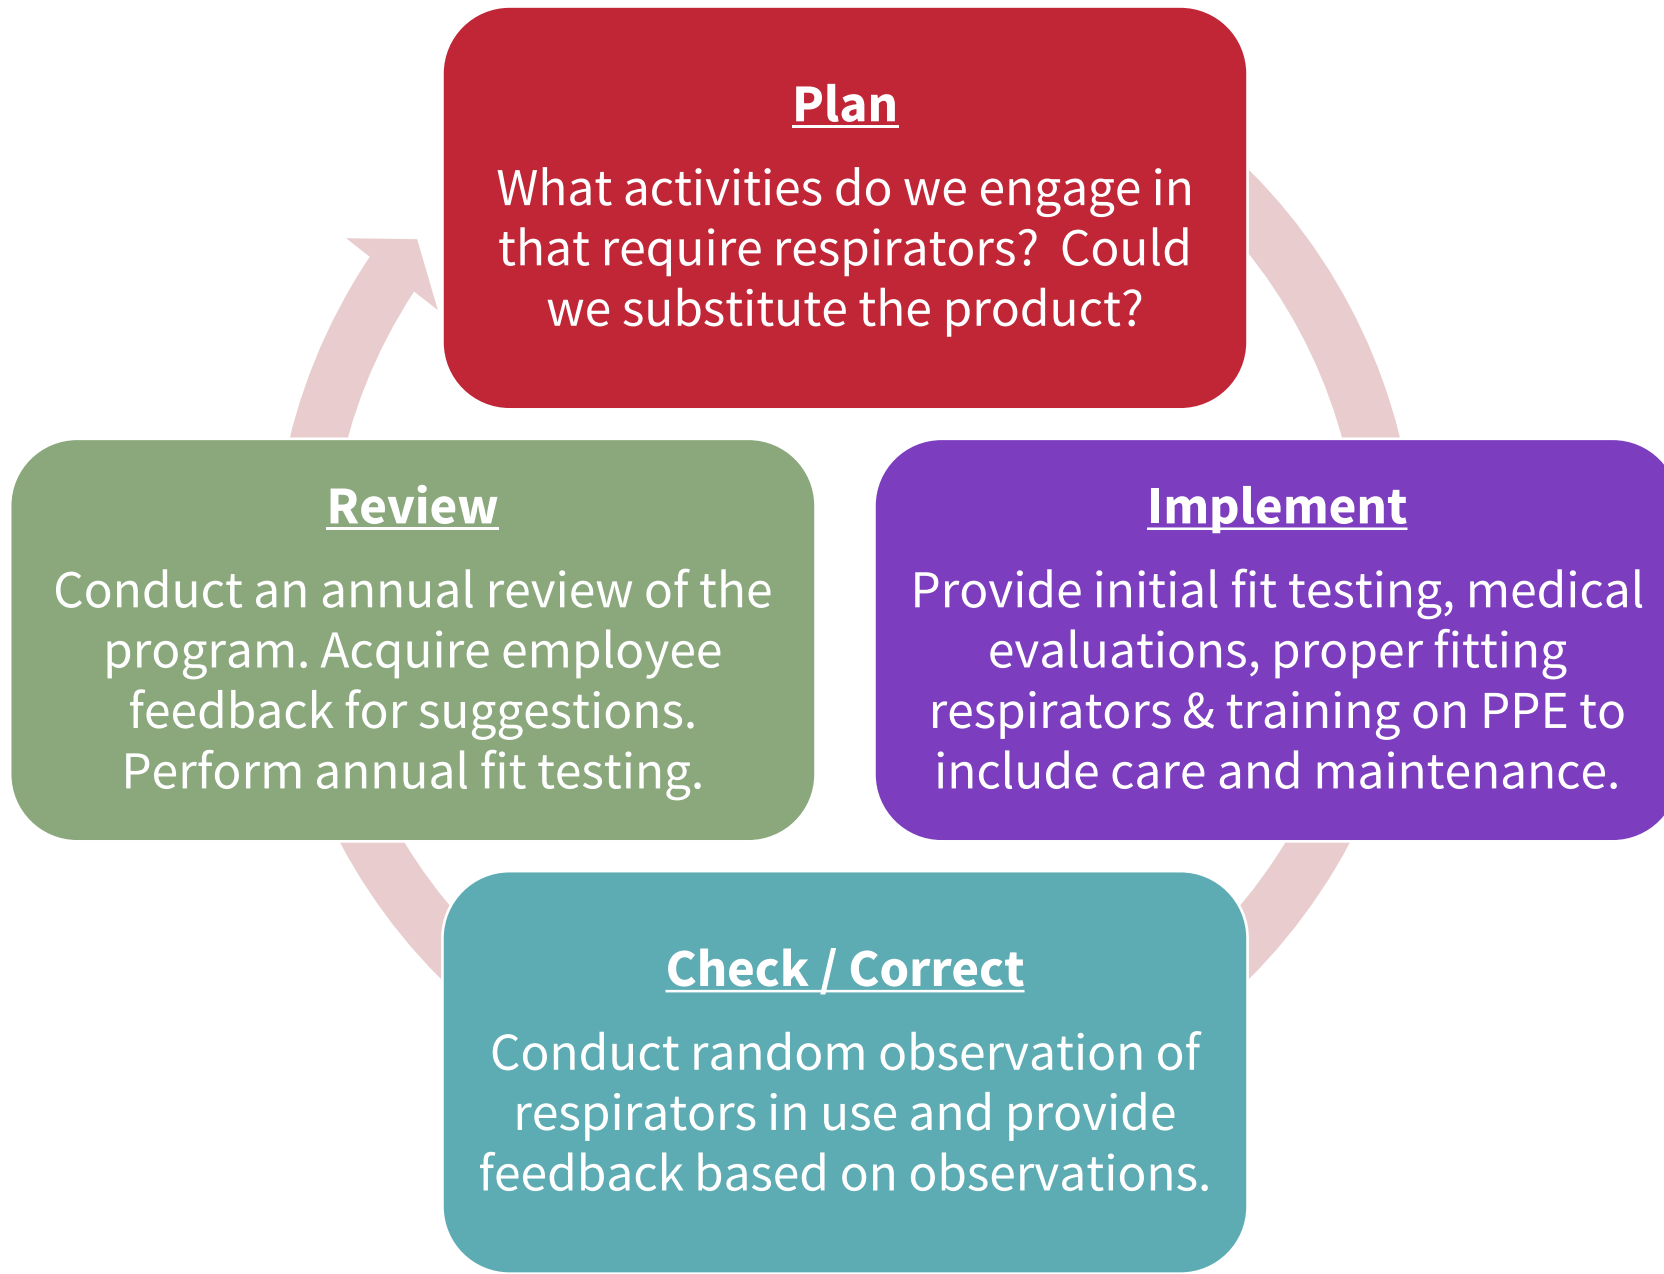 Plan
What activities do we engage in
that require respirators?  Could
we substitute the product?
Implement
Provide initial fit testing, medical
evaluations, proper fitting
respirators & training on PPE to
include care and maintenance.
Check / Correct
Conduct random observation of
respirators in use and provide
feedback based on observations.
Review
Conduct an annual review of the
program. Acquire employee
feedback for suggestions.
Perform annual fit testing.